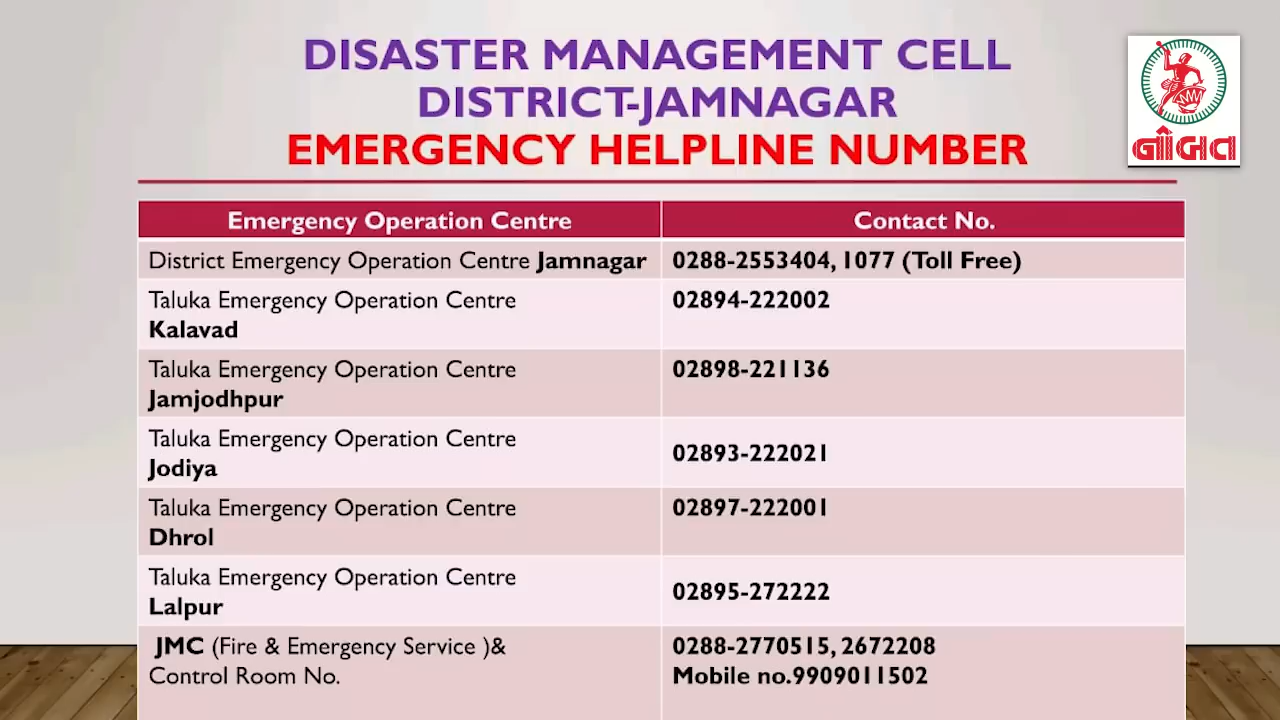 DISASTER MANAGEMENT CELL
DISTRICT-JAMNAGAR
EMERGENCY HELPLINE NUMBER
નોબત
Emergency Operation Centre Contact No.
District Emergency Operation Centre Jamnagar 0288-2553404, 1077 (Toll Free)
Taluka Emergency Operation Centre 02894-222002
Kalavad
Taluka Emergency Operation Centre 02898-221136
Jamjodhpur
Taluka Emergency Operation Centre
Jodiya 02893-222021
Taluka Emergency Operation Centre 02897-222001
Dhrol
Taluka Emergency Operation Centre
Lalpur 02895-272222
JMC (Fire & Emergency Service )& 0288-2770515, 2672208
Control Room No. Mobile no.9909011502